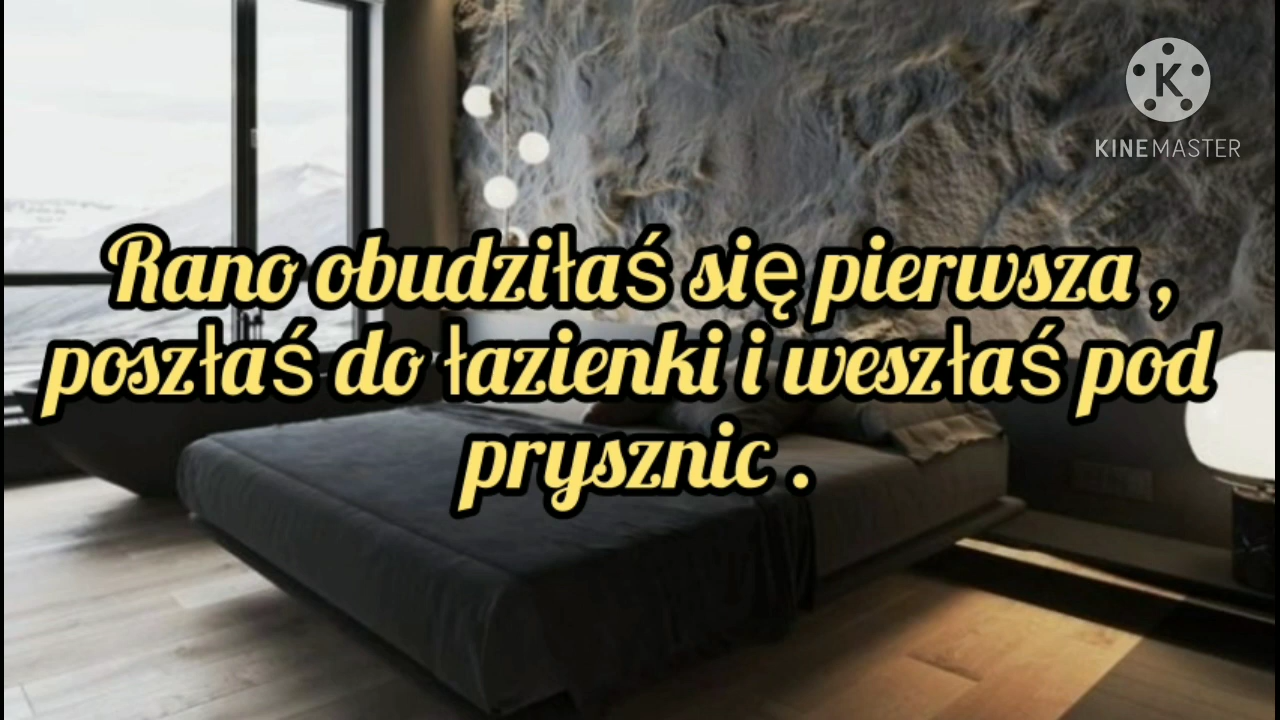 KINEMASTER
Rano obudziłaś się pierwsza ,
poszłaś do łazienki i weszłaś pod
prysznic .